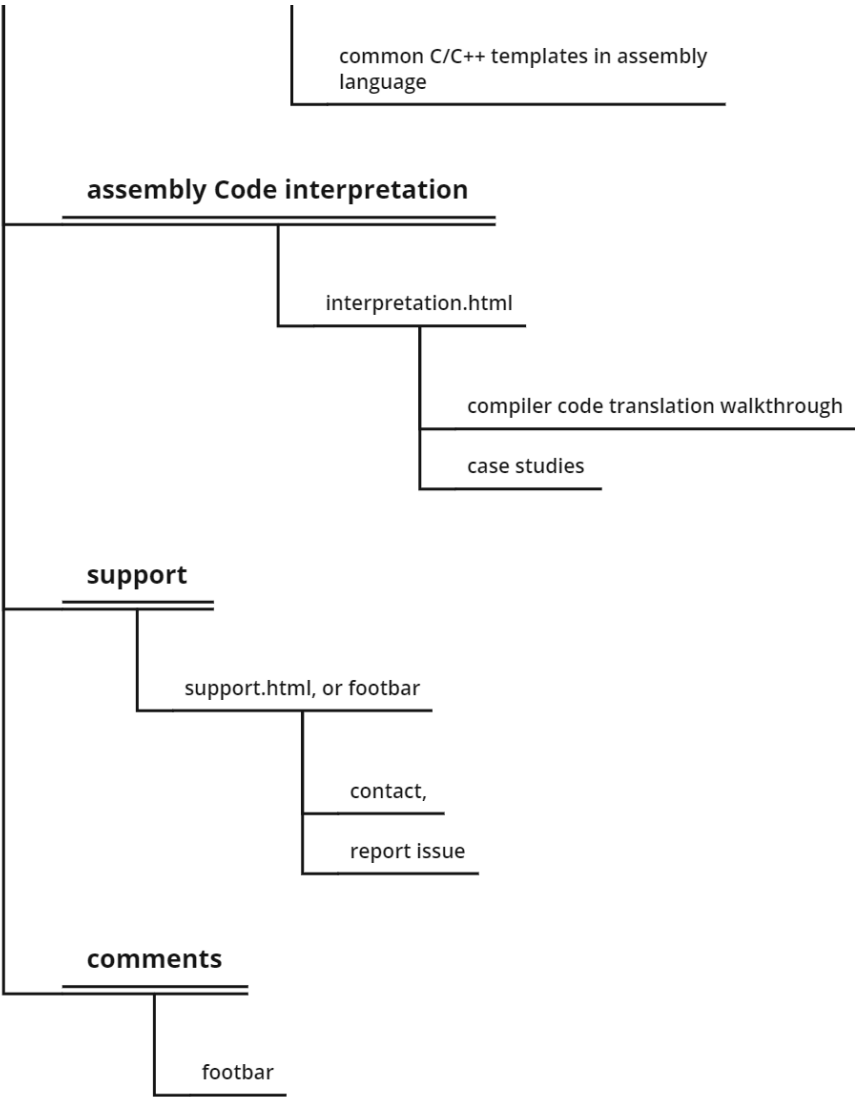 common C/C++ templates in assembly
language
assembly Code interpretation
interpretation.html
compiler code translation walkthrough
case studies
support
support.html, or footbar
contact,
report issue
comments
footbar